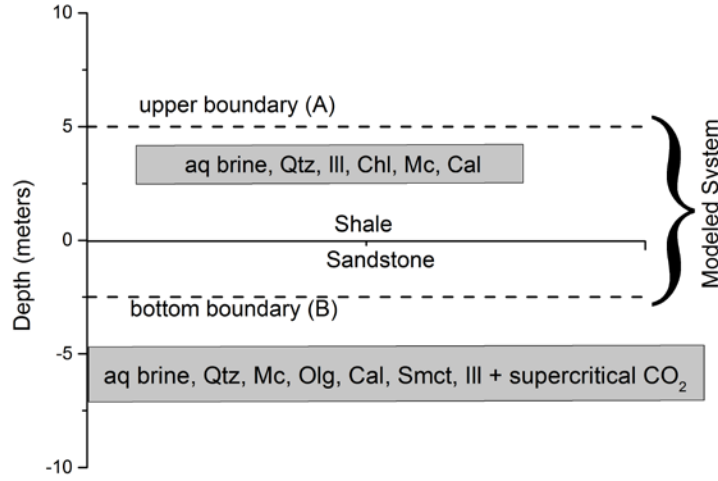 10
upper boundary (A)
5
aq brine, Qtz, Ill, Chl, Mc, Cal
Shale
0
Sandstone
bottom boundary (B)
-5
aq brine, Qtz, Mc, Olg, Cal, Smct, Ill + supercritical CO₂
-10
Depth (meters)
Modeled System